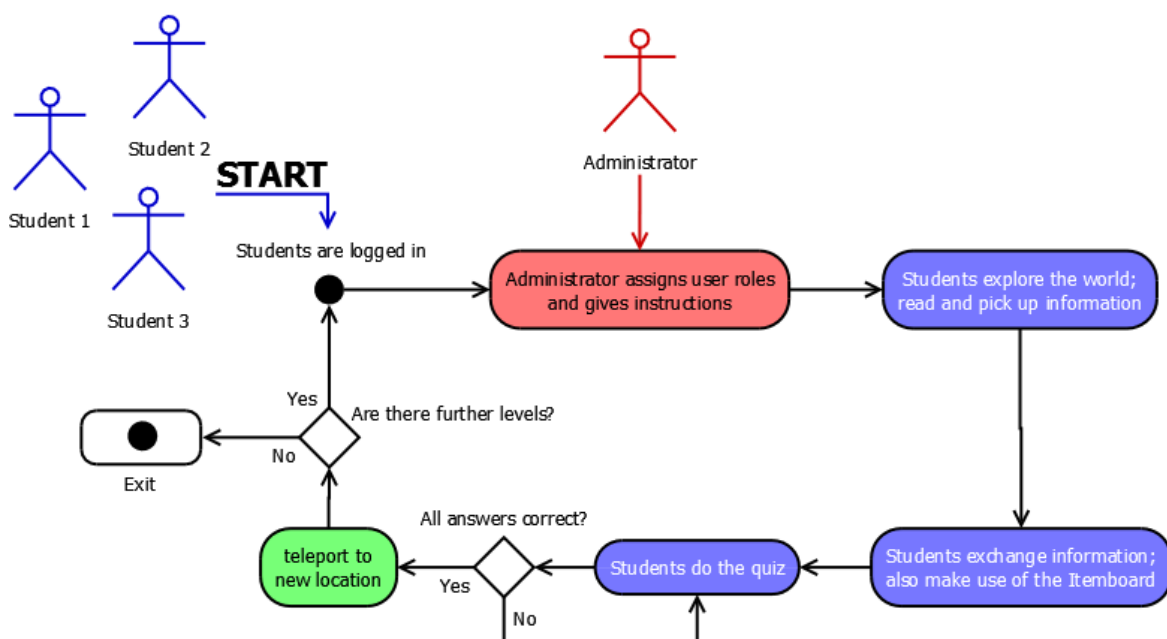 Student 2
START
Administrator
Student 1
Students are logged in
Student 3
Administrator assigns user roles
and gives instructions
Students explore the world;
read and pick up information
Yes
Are there further levels?
No
Exit
All answers correct?
teleport to
new location
Yes
No
Students do the quiz
Students exchange information;
also make use of the Itemboard